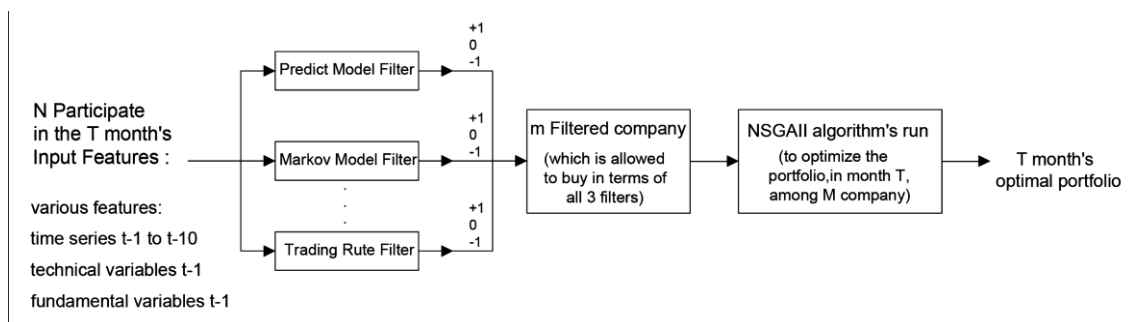 N Participate
in the T month's
Input Features :
various features:
time series t-1 to t-10
technical variables t-1
fundamental variables t-1
Predict Model Filter
+1
0
-1
Markov Model Filter
+1
0
-1
.
.
.
Trading Rute Filter
+1
0
-1
m Filtered company
(which is allowed
to buy in terms of
all 3 filters)
NSGAII algorithm's run
(to optimize the
portfolio,in month T,
among M company)
T month's
optimal portfolio